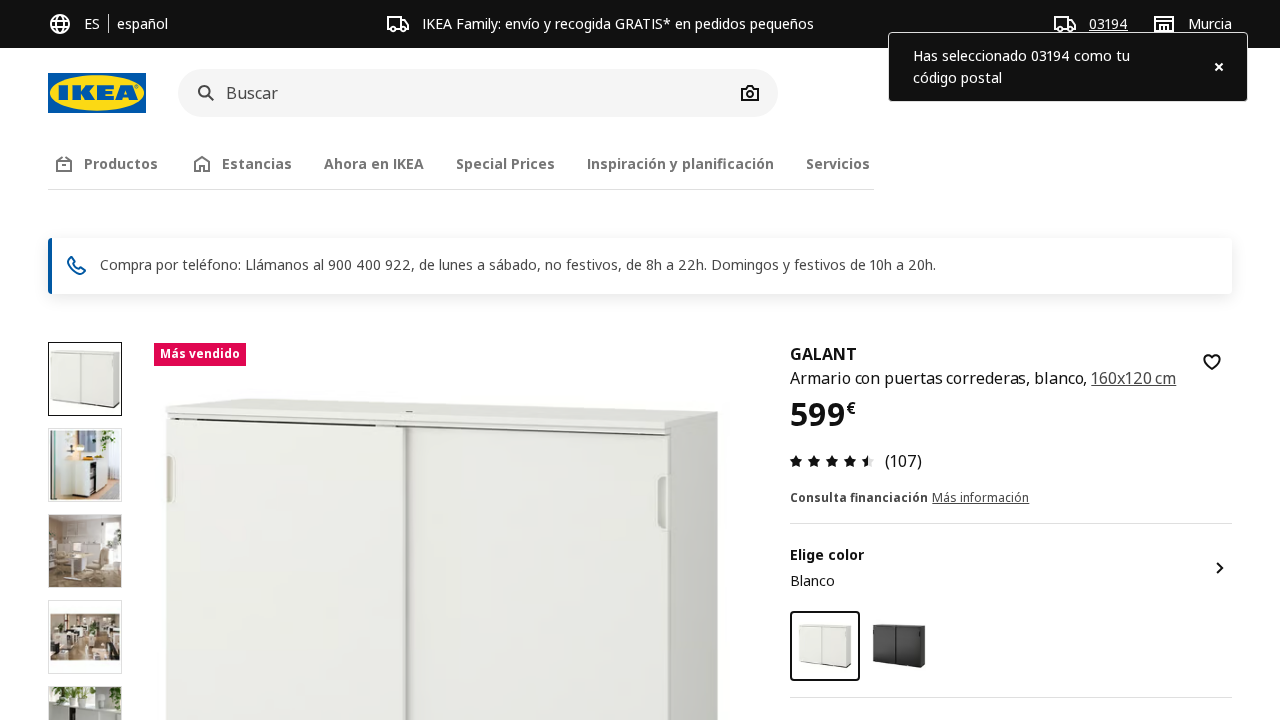 ES
español
IKEA Family: envío y recogida GRATIS* en pedidos pequeños
03194
Murcia
Has seleccionado 03194 como tu
código postal
IKEA
Buscar
Productos
Estancias
Ahora en IKEA
Special Prices
Inspiración y planificación
Servicios
Compra por teléfono: Llámanos al 900 400 922, de lunes a sábado, no festivos, de 8h a 22h. Domingos y festivos de 10h a 20h.
Más vendido
GALANT
Armario con puertas correderas, blanco, 160x120 cm
599€
(107)
Consulta financiación Más información
Elige color
Blanco